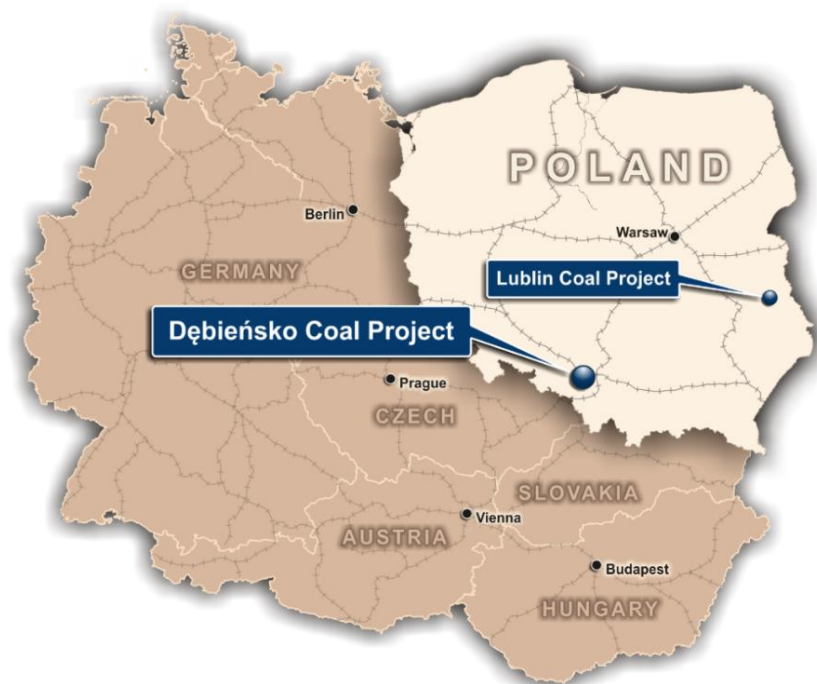 POLAND
Berlin
Warsaw
GERMANY
Lublin Coal Project
Dębieńsko Coal Project
Prague
CZECH
SLOVAKIA
Vienna
AUSTRIA
Budapest
HUNGARY